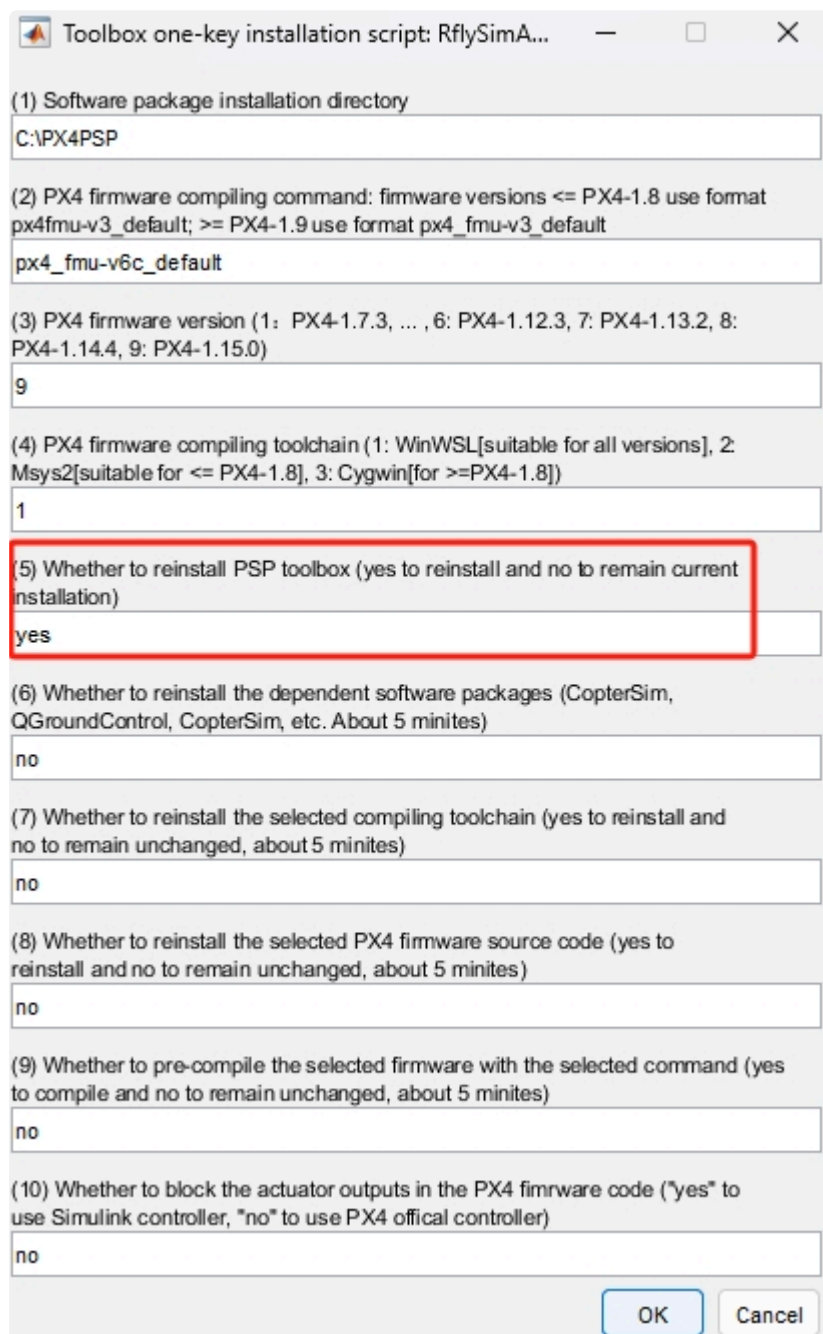 Toolbox one-key installation script: RflySimA...
(1) Software package installation directory
C:\PX4PSP
(2) PX4 firmware compiling command: firmware versions <= PX4-1.8 use format
px4fmu-v3_default; >= PX4-1.9 use format px4_fmu-v3_default
px4_fmu-v6c_default
(3) PX4 firmware version (1：PX4-1.7.3, ... , 6: PX4-1.12.3, 7: PX4-1.13.2, 8:
PX4-1.14.4, 9: PX4-1.15.0)
9
(4) PX4 firmware compiling toolchain (1: WinWSL[suitable for all versions], 2:
Msys2[suitable for <= PX4-1.8], 3: Cygwin[for >=PX4-1.8])
1
(5) Whether to reinstall PSP toolbox (yes to reinstall and no to remain current
installation)
yes
(6) Whether to reinstall the dependent software packages (CopterSim,
QGroundControl, CopterSim, etc. About 5 minites)
no
(7) Whether to reinstall the selected compiling toolchain (yes to reinstall and
no to remain unchanged, about 5 minites)
no
(8) Whether to reinstall the selected PX4 firmware source code (yes to
reinstall and no to remain unchanged, about 5 minites)
no
(9) Whether to pre-compile the selected firmware with the selected command (yes
to compile and no to remain unchanged, about 5 minites)
no
(10) Whether to block the actuator outputs in the PX4 fimrware code ("yes" to
use Simulink controller, "no" to use PX4 offical controller)
no
OK Cancel